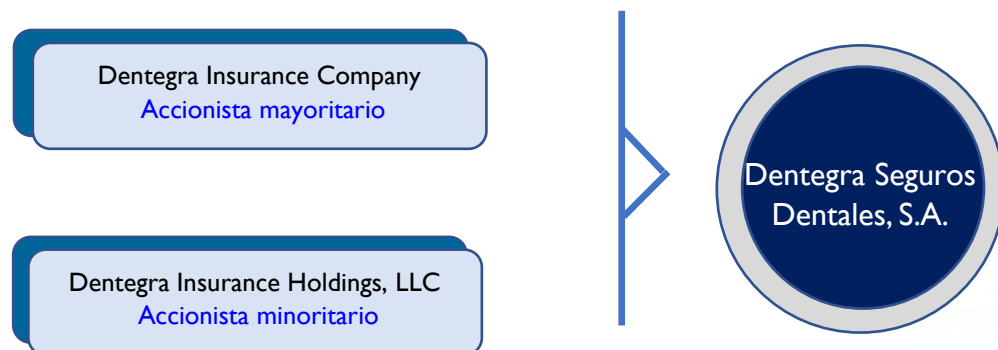 Dentegra Insurance Company
Accionista mayoritario
Dentegra Seguros
Dentales, S.A.
Dentegra Insurance Holdings, LLC
Accionista minoritario